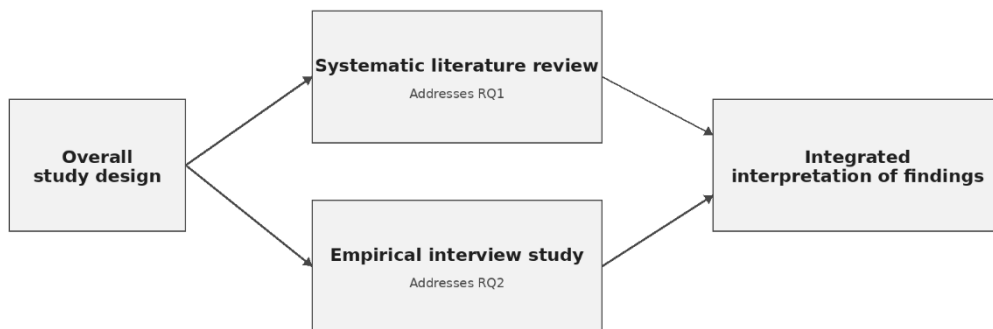 Overall
study design
Systematic literature review
Addresses RQ1
Empirical interview study
Addresses RQ2
Integrated
interpretation of findings